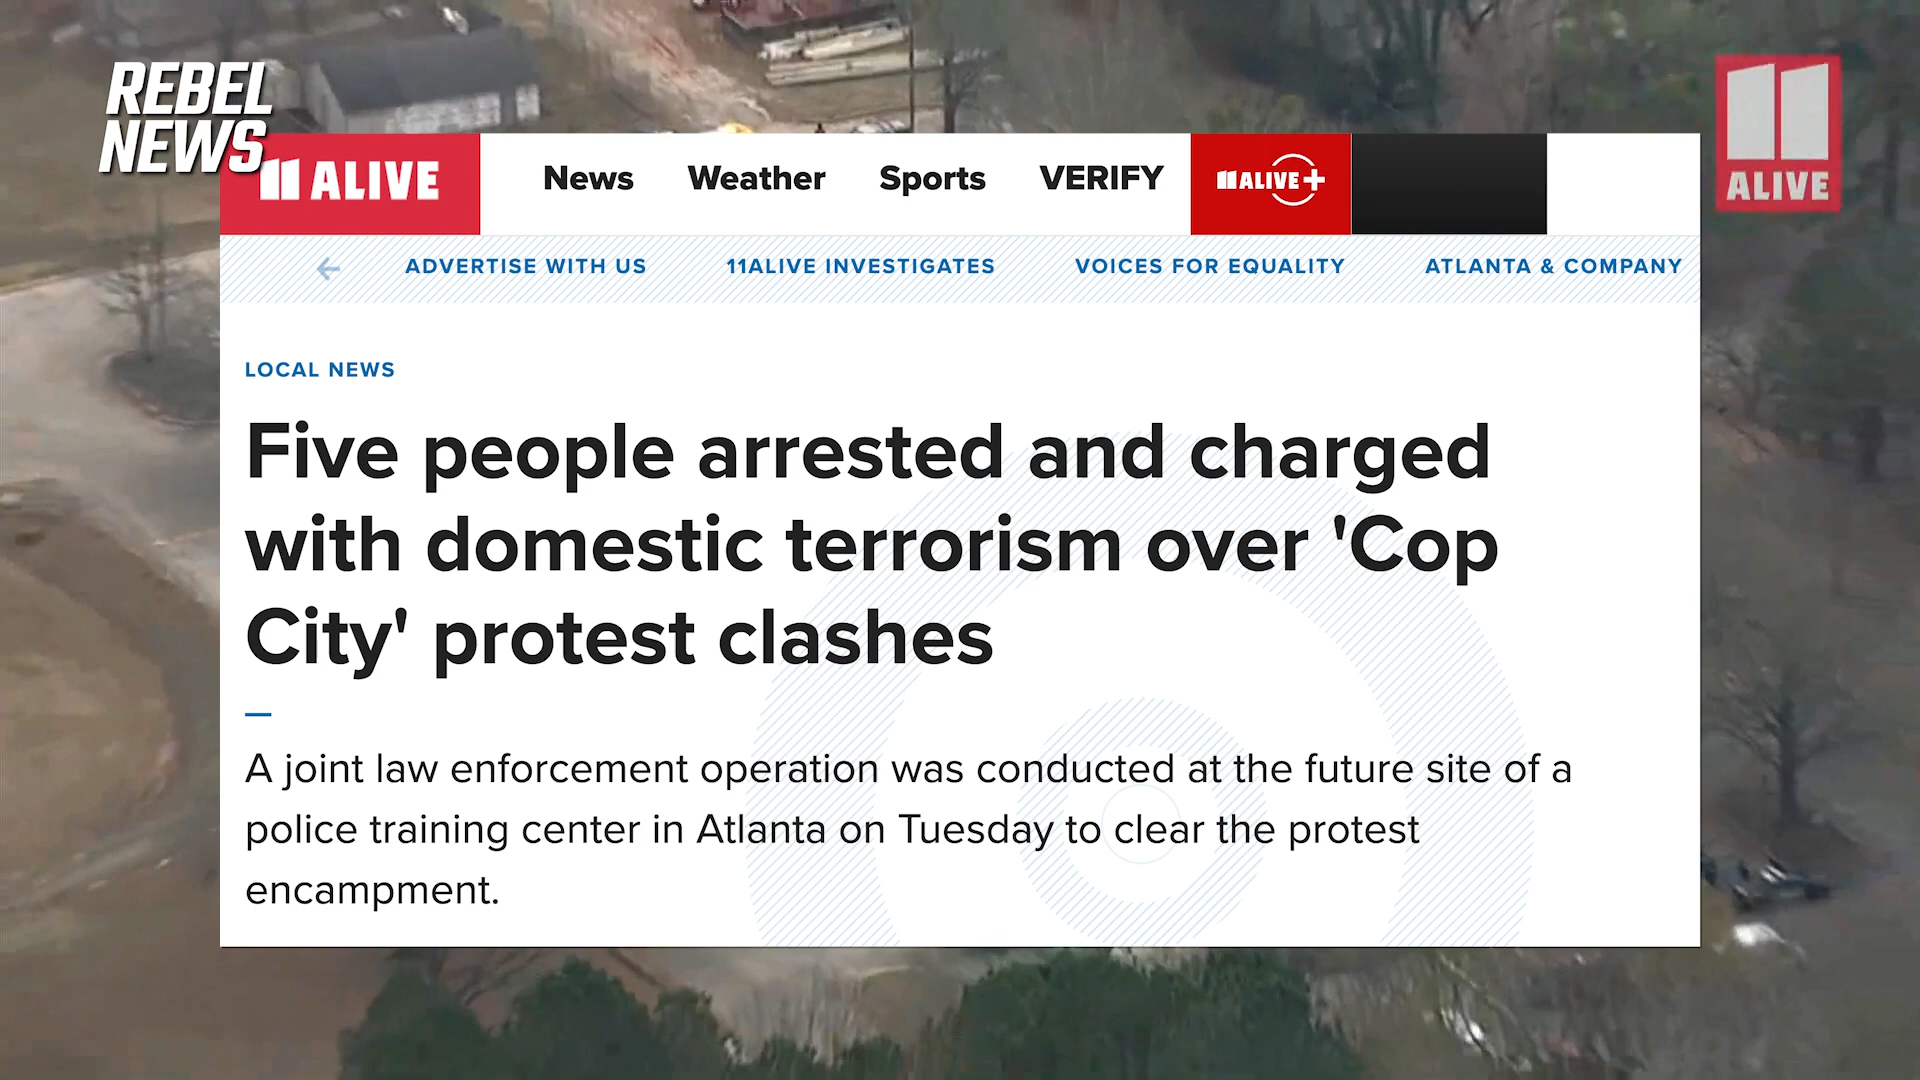 REBEL
NEWS
11 ALIVE
News Weather Sports VERIFY 11 ALIVE+
11
ALIVE
ADVERTISE WITH US 11ALIVE INVESTIGATES VOICES FOR EQUALITY ATLANTA & COMPANY
LOCAL NEWS
Five people arrested and charged
with domestic terrorism over 'Cop
City' protest clashes
A joint law enforcement operation was conducted at the future site of a
police training center in Atlanta on Tuesday to clear the protest
encampment.